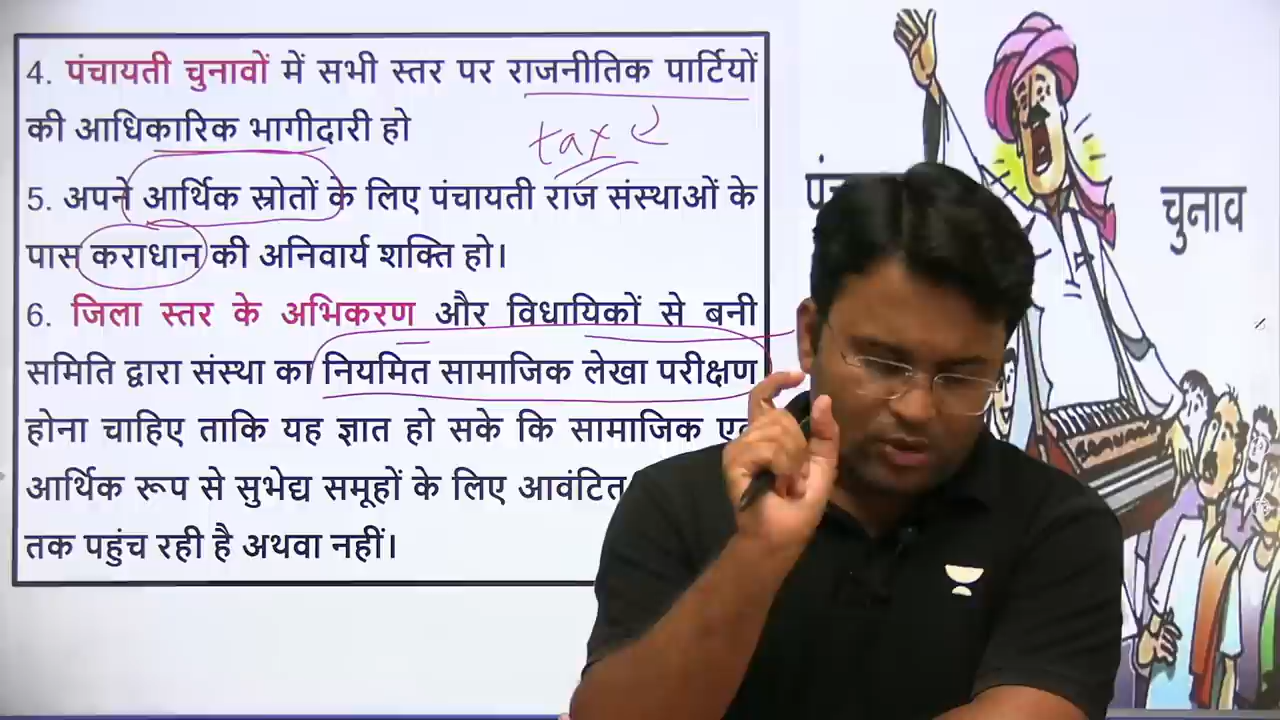 4. पंचायती चुनावों में सभी स्तर पर राजनीतिक पार्टियों
की आधिकारिक भागीदारी हो
tax
5. अपने आर्थिक स्रोतों के लिए पंचायती राज संस्थाओं के
पास कराधान की अनिवार्य शक्ति हो।
6. जिला स्तर के अभिकरण और विधायिकों से बनी
समिति द्वारा संस्था का नियमित सामाजिक लेखा परीक्षण
होना चाहिए ताकि यह ज्ञात हो सके कि सामाजिक
आर्थिक रूप से सुभेद्य समूहों के लिए आवंटित
तक पहुंच रही है अथवा नहीं।
चुनाव